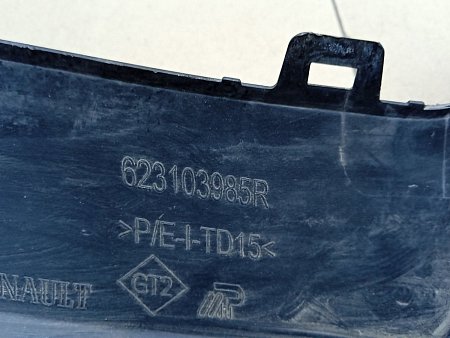 623103985R
>P/E-I-TD15<
NAULT
GT2